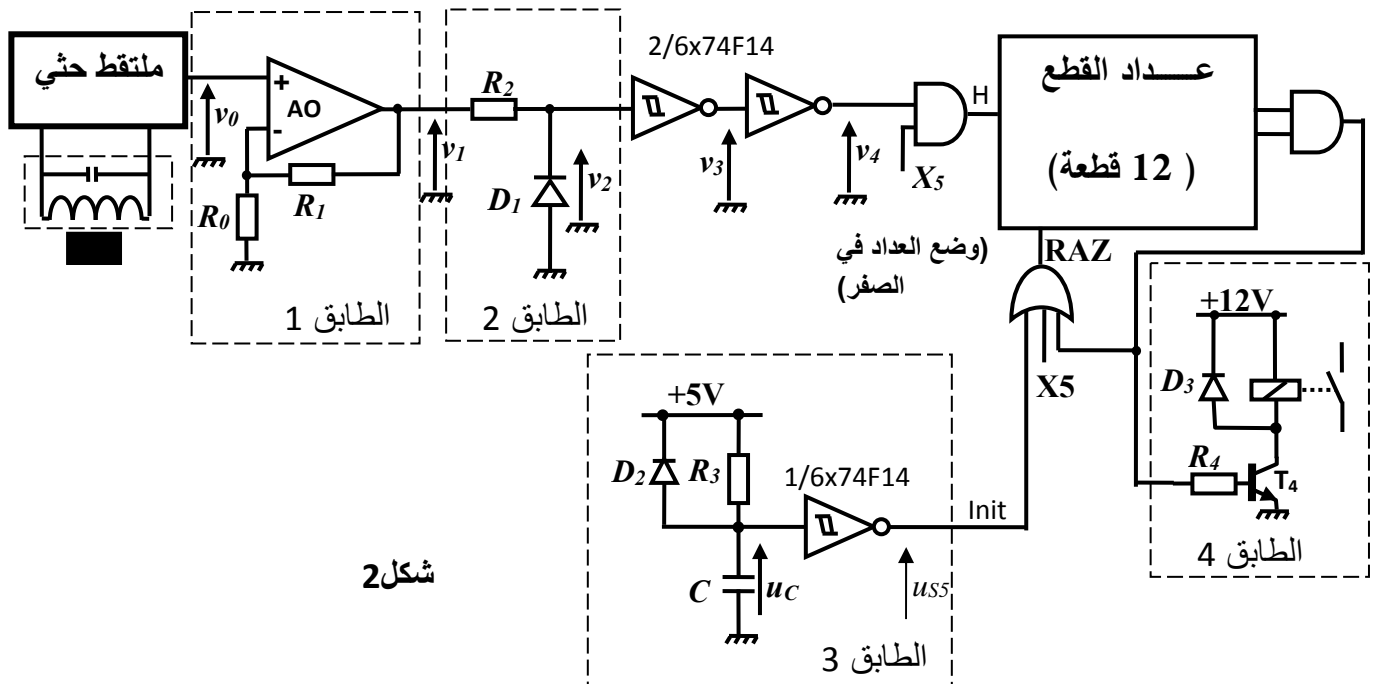 ملتقط حثي
v0
+
AO
-
R1
R0
v1
الطابق 1
R2
D1
v2
الطابق 2
2/6x74F14
v3
v4
X5
H
عـــــداد القطع
( 12 قطعة)
(وضع العداد في
الصفر)
RAZ
X5
+5V
D2
R3
1/6x74F14
Init
C
uC
uS5
الطابق 3
+12V
D3
R4
T4
الطابق 4
شكل2